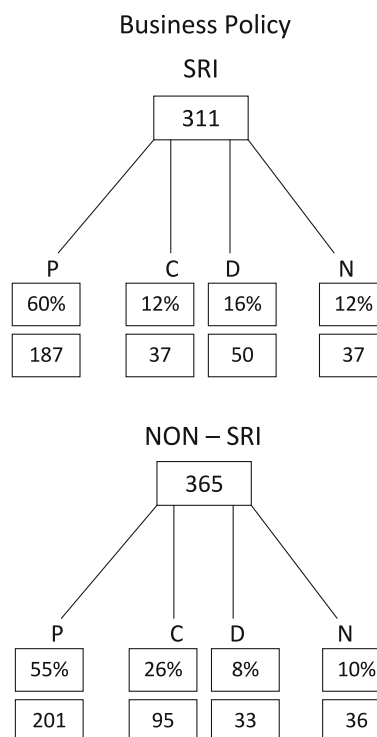 Business Policy
SRI
311
P C D N
60% 12% 16% 12%
187 37 50 37
NON – SRI
365
P C D N
55% 26% 8% 10%
201 95 33 36